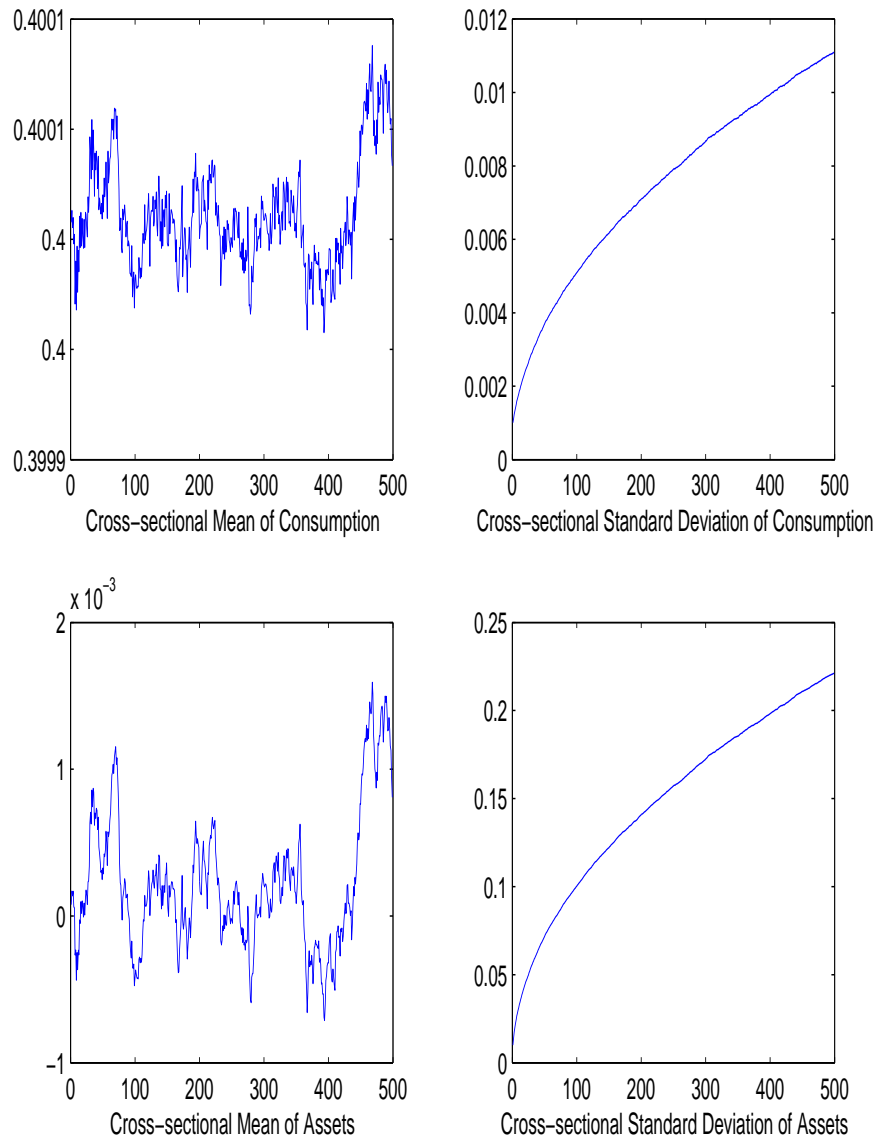 0.4001
0.4001
0.4
0.4
0.3999
0 100 200 300 400 500
Cross-sectional Mean of Consumption
0.012
0.01
0.008
0.006
0.004
0.002
0
0 100 200 300 400 500
Cross-sectional Standard Deviation of Consumption
x 10⁻³
2
1
0
−1
0 100 200 300 400 500
Cross-sectional Mean of Assets
0.25
0.2
0.15
0.1
0.05
0
0 100 200 300 400 500
Cross-sectional Standard Deviation of Assets